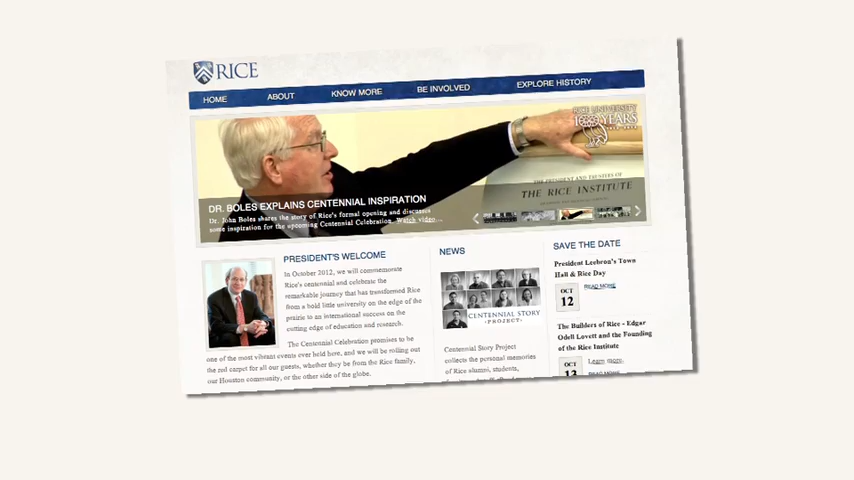 RICE
HOME
ABOUT
KNOW MORE
BE INVOLVED
EXPLORE HISTORY
RICE UNIVERSITY
100 YEARS
THE PRESIDENT AND TRUSTEES OF
THE RICE INSTITUTE
DR. BOLES EXPLAINS CENTENNIAL INSPIRATION
Dr. John Boles shares the story of Rice's formal opening and discusses
some inspiration for the upcoming Centennial Celebration. Watch video...
PRESIDENT'S WELCOME
In October 2012, we will commemorate
Rice's centennial and celebrate the
remarkable journey that has transformed Rice
from a bold little university on the edge of the
prairie to an international success on the
cutting edge of education and research.
The Centennial Celebration promises to be
one of the most vibrant events ever held here, and we will be rolling out
the red carpet for all our guests, whether they be from the Rice family,
our Houston community, or the other side of the globe.
NEWS
CENTENNIAL STORY
•PROJECT•
Centennial Story Project
collects the personal memories
of Rice alumni, students,
SAVE THE DATE
President Leebron's Town
Hall & Rice Day
OCT
12
READ MORE
The Builders of Rice - Edgar
Odell Lovett and the Founding
of the Rice Institute
OCT
13
Learn more.
READ MORE